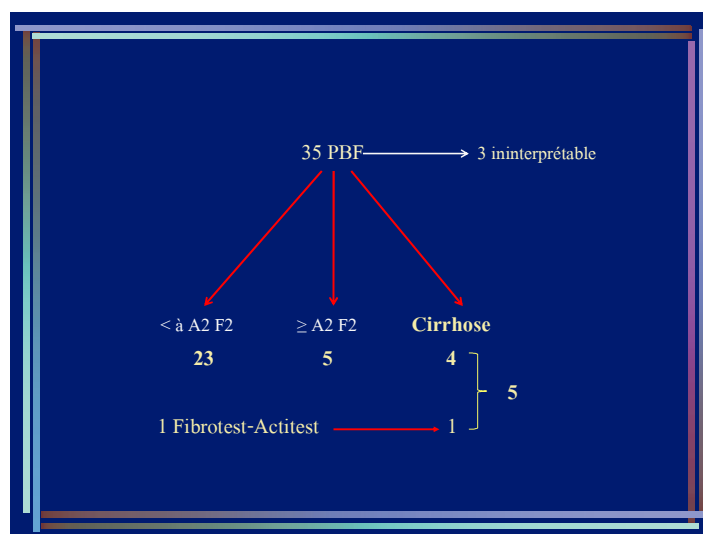 35 PBF
3 ininterprétable
< à A2 F2
≥ A2 F2
Cirrhose
23
5
4
5
1 Fibrotest-Actitest
1